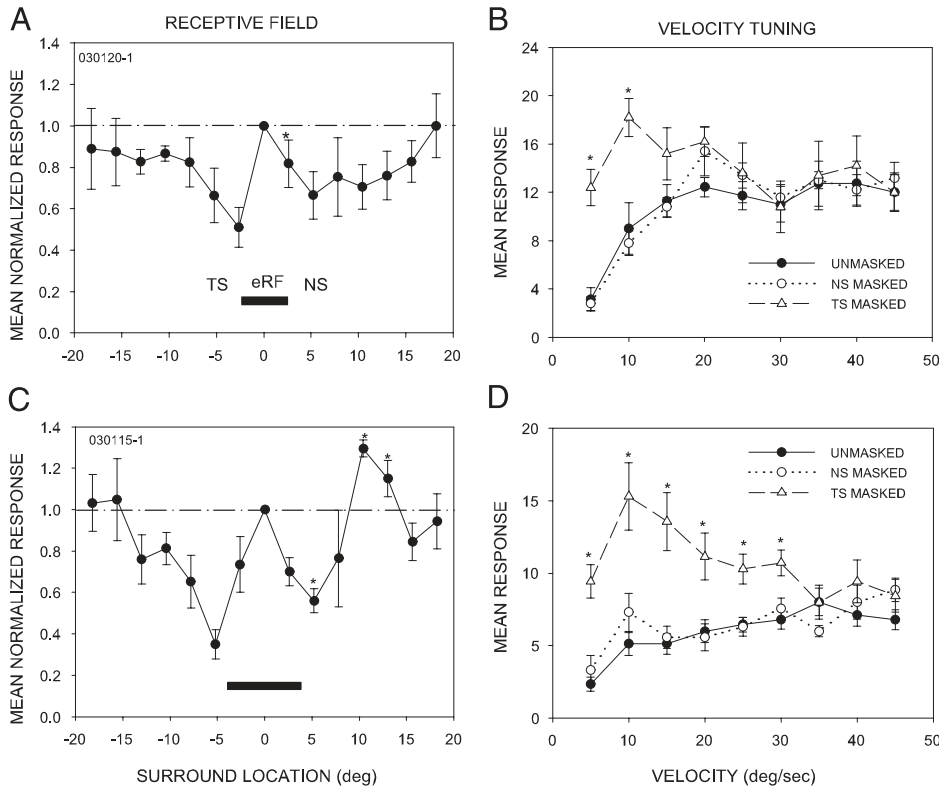 A
RECEPTIVE FIELD
030120-1
MEAN NORMALIZED RESPONSE
1.4
1.2
1.0
0.8
0.6
0.4
0.2
0.0
*
TS eRF NS
-20 -15 -10 -5 0 5 10 15 20
B
VELOCITY TUNING
MEAN RESPONSE
24
20
16
12
8
4
0
* *
UNMASKED
NS MASKED
TS MASKED
0 10 20 30 40 50
C
030115-1
MEAN NORMALIZED RESPONSE
1.4
1.2
1.0
0.8
0.6
0.4
0.2
0.0
* * *
-20 -15 -10 -5 0 5 10 15 20
SURROUND LOCATION (deg)
D
MEAN RESPONSE
20
15
10
5
0
* * * * * *
UNMASKED
NS MASKED
TS MASKED
0 10 20 30 40 50
VELOCITY (deg/sec)